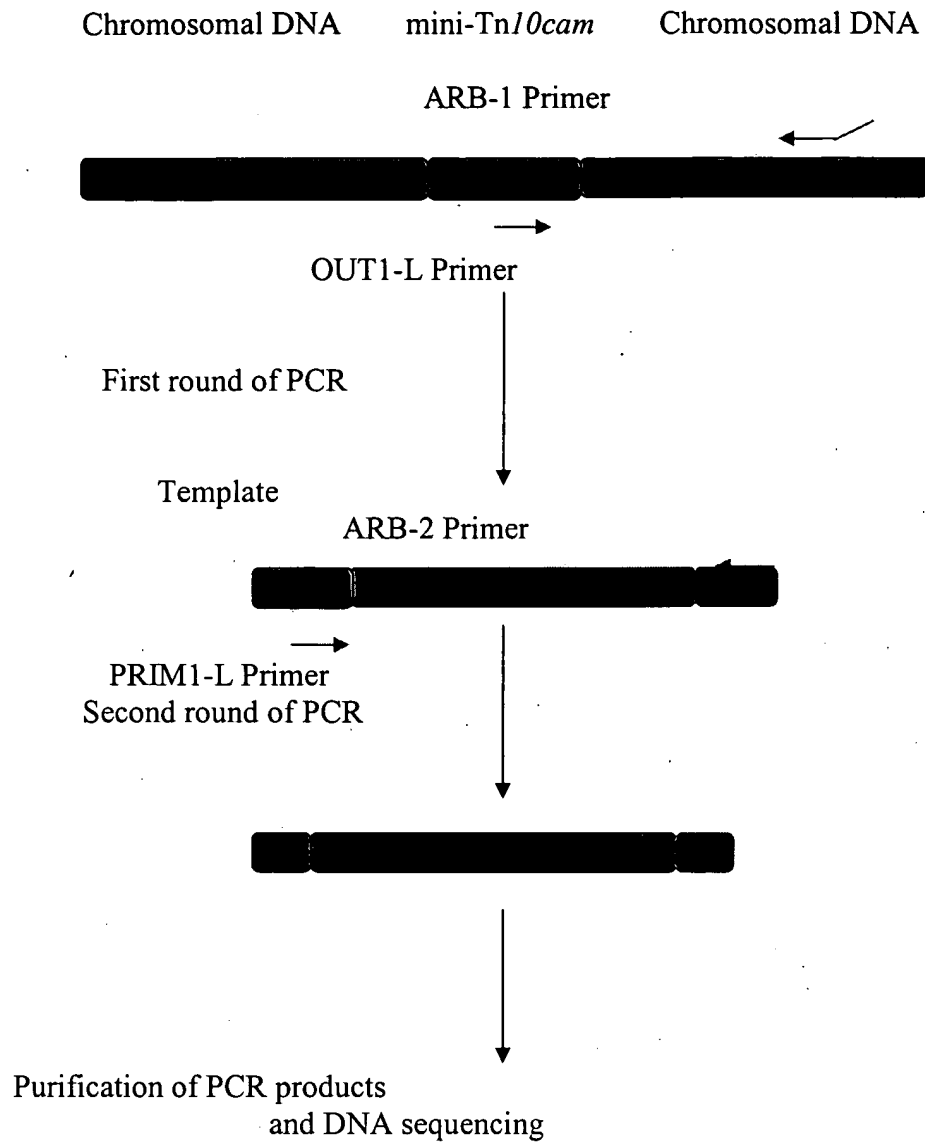 Chromosomal DNA mini-Tn10cam Chromosomal DNA
ARB-1 Primer
OUT1-L Primer
First round of PCR
Template
ARB-2 Primer
PRIM1-L Primer
Second round of PCR
Purification of PCR products
and DNA sequencing